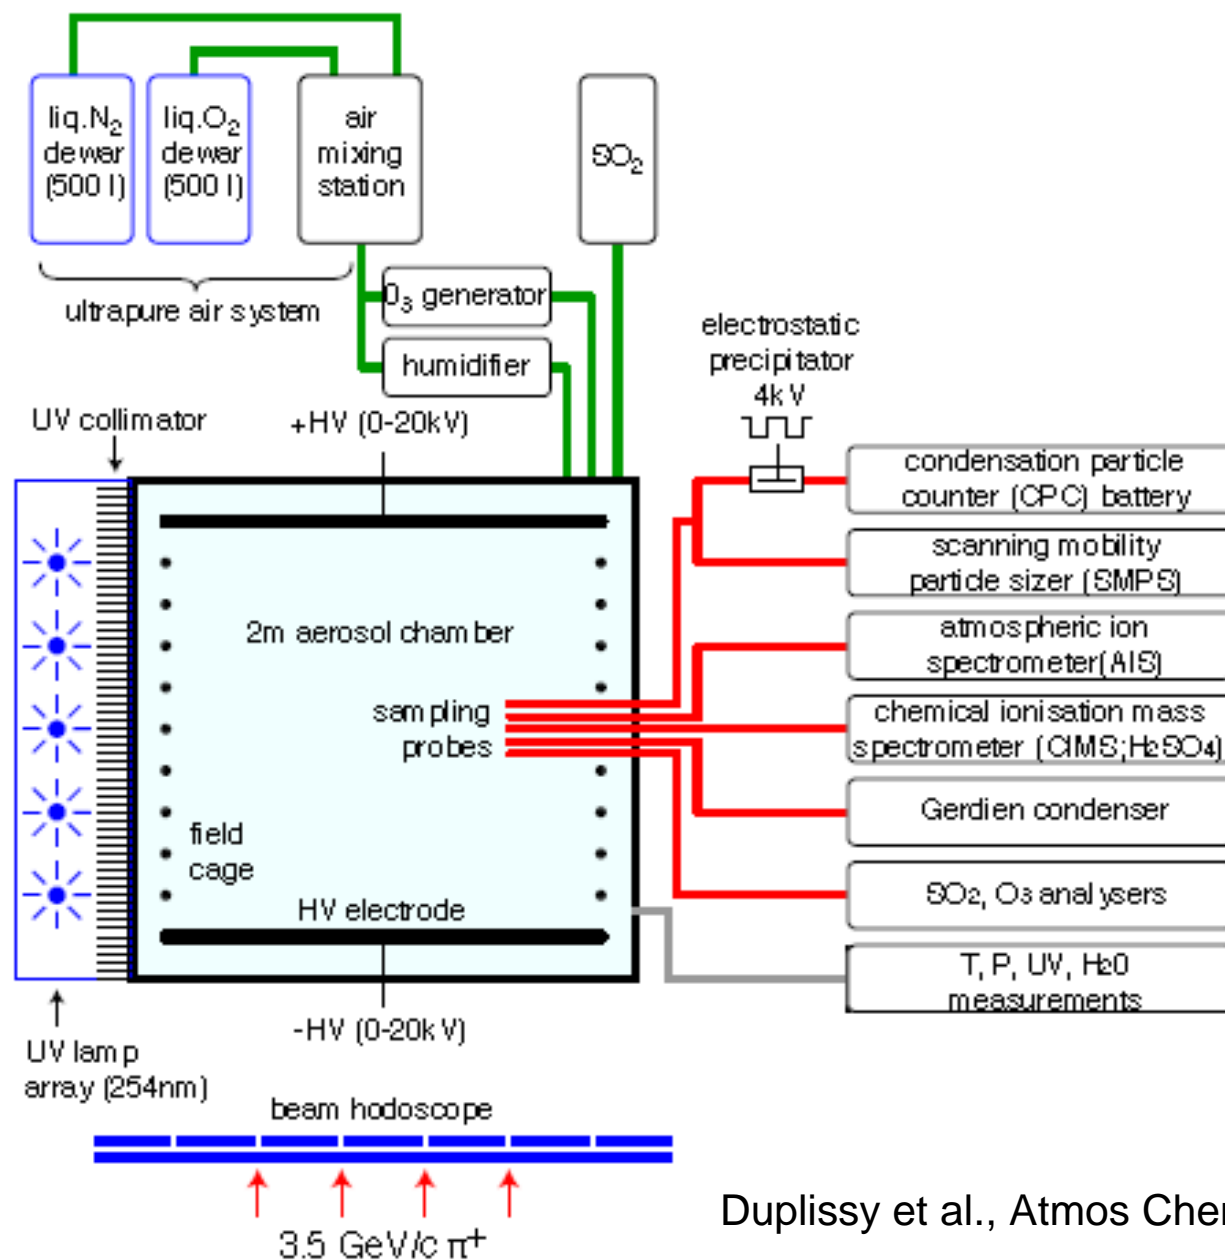 liq.N₂
dewar
(500 l)
liq.O₂
dewar
(500 l)
air
mixing
station
SO₂
ultrapure air system
O₃ generator
humidifier
electrostatic
precipitator
4kV
UV collimator
+HV (0-20kV)
condensation particle
counter (CPC) battery
scanning mobility
particle sizer (SMPS)
2m aerosol chamber
atmospheric ion
spectrometer(AIS)
sampling
probes
chemical ionisation mass
spectrometer (CIMS;H₂SO₄)
Gerdien condenser
field
cage
SO₂, O₃ analysers
HV electrode
T, P, UV, H₂O
measurements
-HV (0-20kV)
UV lamp
array (254nm)
beam hodoscope
3.5 GeV/c π⁺
Duplissy et al., Atmos Cher